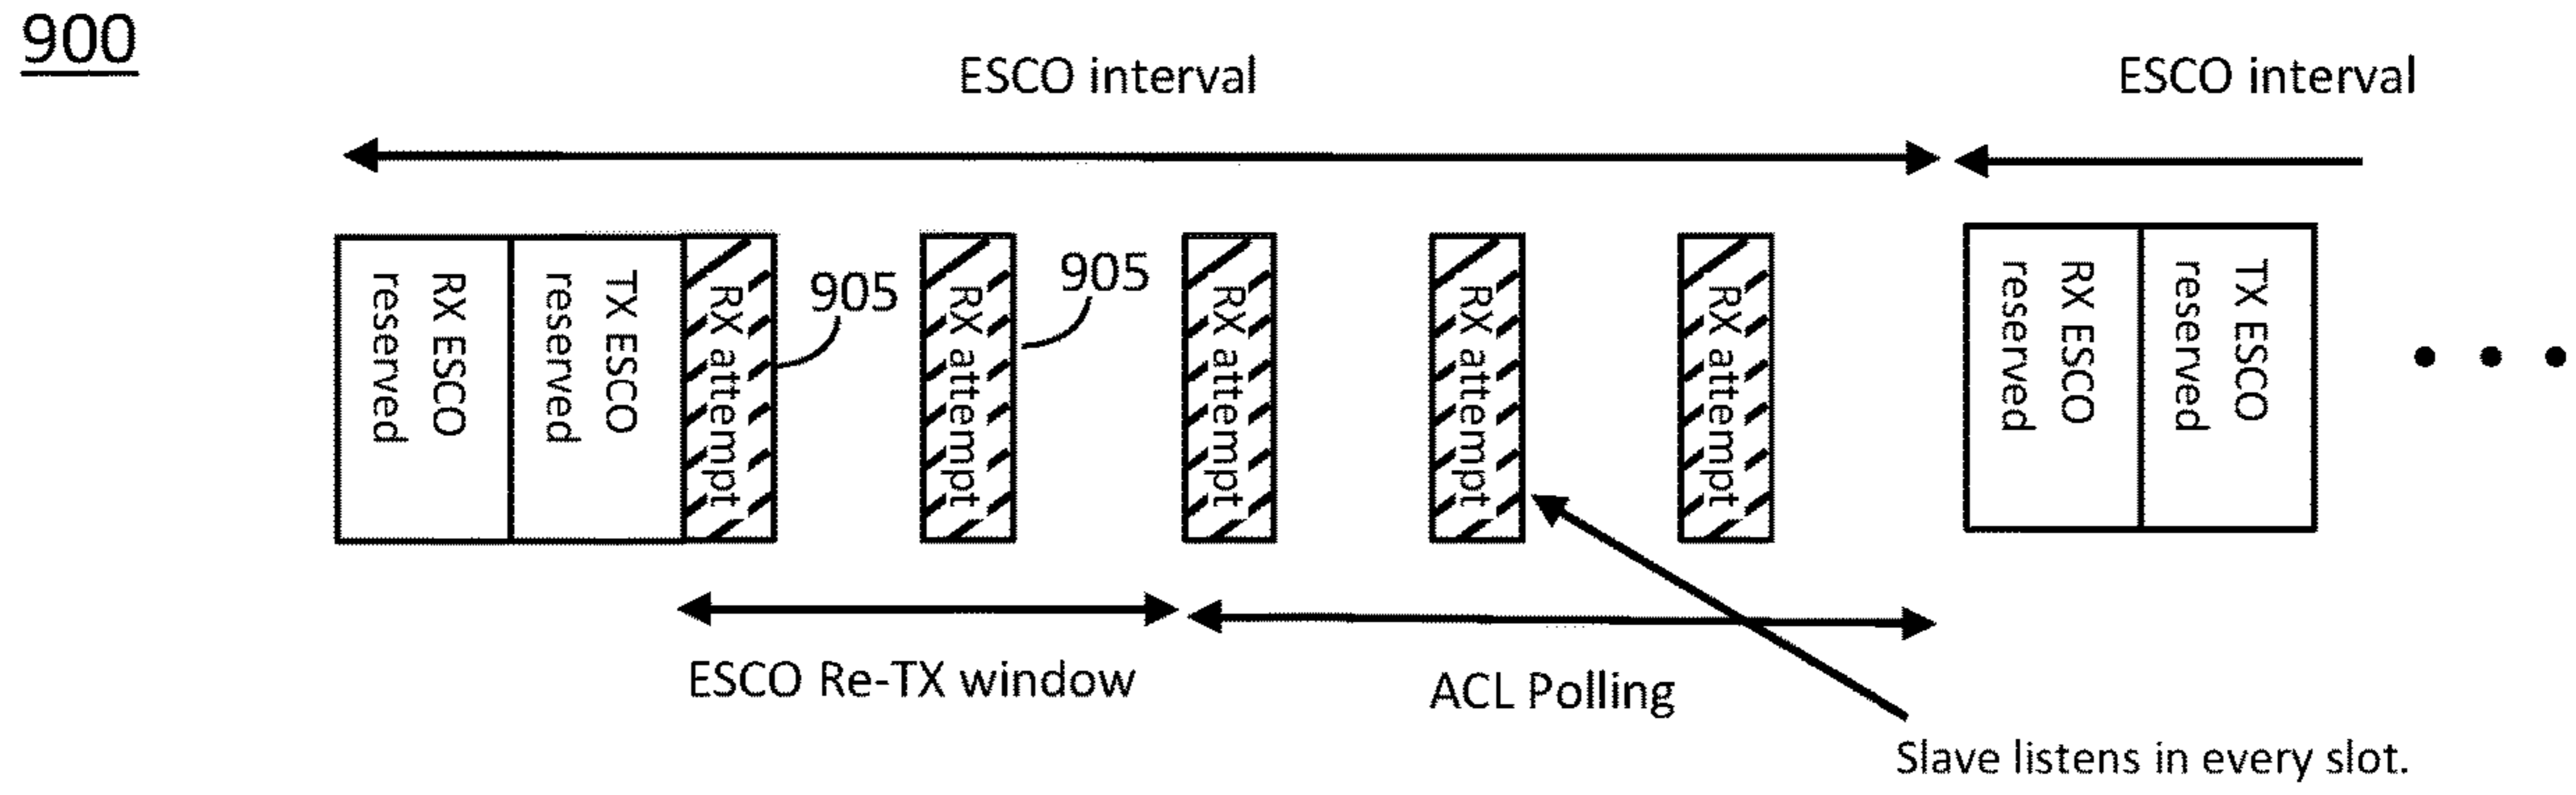 900
ESCO interval
ESCO interval
RX ESCO
reserved
TX ESCO
reserved
RX attempt
905
RX attempt
905
RX attempt
RX attempt
RX attempt
RX ESCO
reserved
TX ESCO
reserved
ESCO Re-TX window
ACL Polling
Slave listens in every slot.